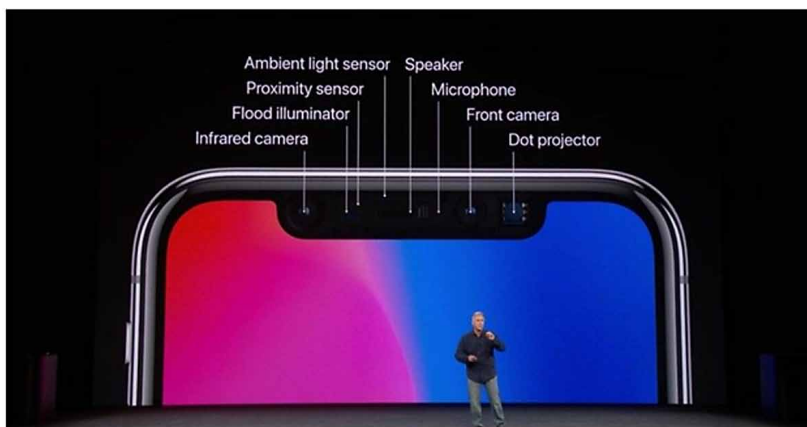 Ambient light sensor Speaker
Proximity sensor Microphone
Flood illuminator Front camera
Infrared camera Dot projector